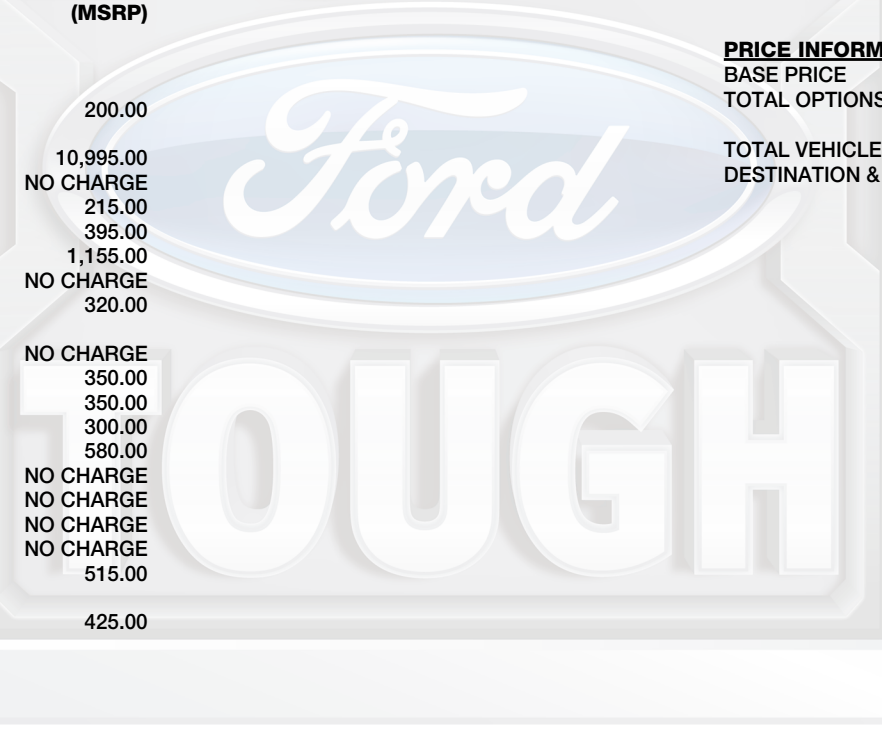 (MSRP)
200.00
10,995.00
NO CHARGE
215.00
395.00
1,155.00
NO CHARGE
320.00
NO CHARGE
350.00
350.00
300.00
580.00
NO CHARGE
NO CHARGE
NO CHARGE
NO CHARGE
515.00
425.00
PRICE INFORM
BASE PRICE
TOTAL OPTIONS
TOTAL VEHICLE
DESTINATION &
Ford
TOUGH